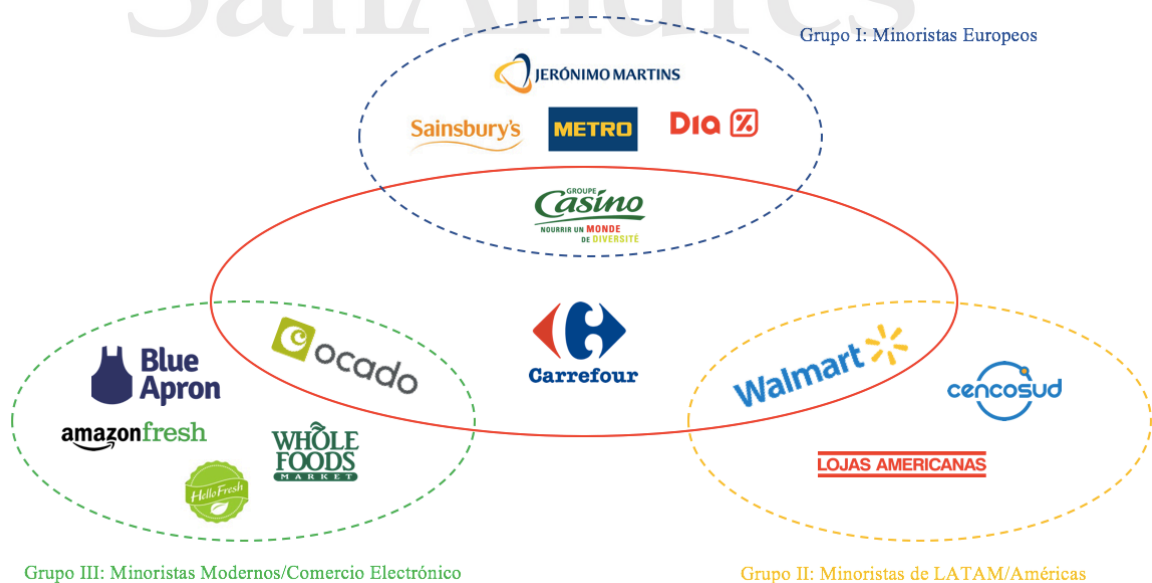 SanAndrés
Grupo I: Minoristas Europeos
JERÓNIMO MARTINS
Sainsbury's
METRO
Dia %
GROUPE
Casino
NOURRIR UN MONDE
DE DIVERSITÉ
Carrefour
ocado
Blue
Apron
amazonfresh
WHOLE
FOODS
MARKET
HelloFresh
Walmart
cencosud
LOJAS AMERICANAS
Grupo III: Minoristas Modernos/Comercio Electrónico
Grupo II: Minoristas de LATAM/Américas